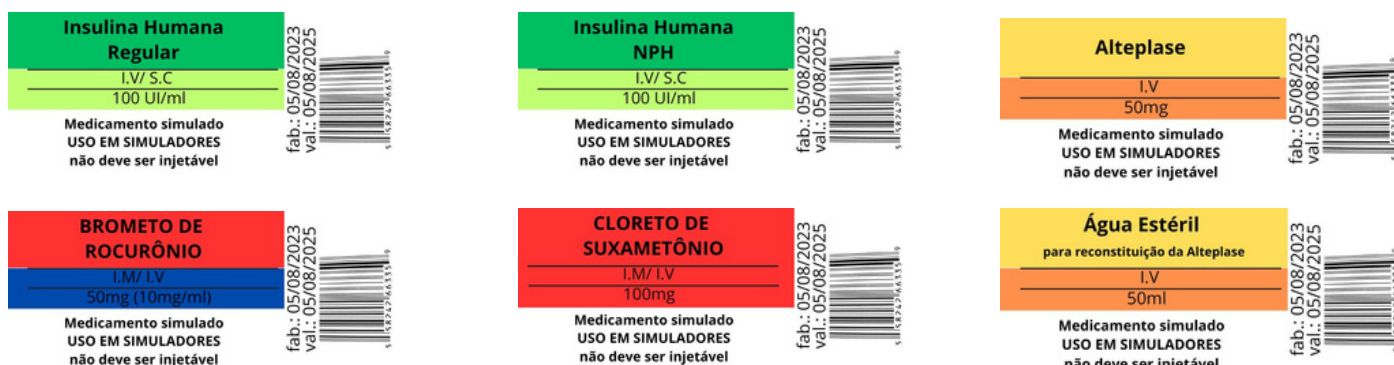 Insulina Humana
Regular
I.V/ S.C
100 UI/ml
Medicamento simulado
USO EM SIMULADORES
não deve ser injetável
fab.: 05/08/2023
val.: 05/08/2025
Insulina Humana
NPH
I.V/ S.C
100 UI/ml
Medicamento simulado
USO EM SIMULADORES
não deve ser injetável
fab.: 05/08/2023
val.: 05/08/2025
Alteplase
I.V
50mg
Medicamento simulado
USO EM SIMULADORES
não deve ser injetável
fab.: 05/08/2023
val.: 05/08/2025
BROMETO DE
ROCURÔNIO
I.M/ I.V
50mg (10mg/ml)
Medicamento simulado
USO EM SIMULADORES
não deve ser injetável
fab.: 05/08/2023
val.: 05/08/2025
CLORETO DE
SUXAMETÔNIO
I.M/ I.V
100mg
Medicamento simulado
USO EM SIMULADORES
não deve ser injetável
fab.: 05/08/2023
val.: 05/08/2025
Água Estéril
para reconstituição da Alteplase
I.V
50ml
Medicamento simulado
USO EM SIMULADORES
não deve ser injetável
fab.: 05/08/2023
val.: 05/08/2025